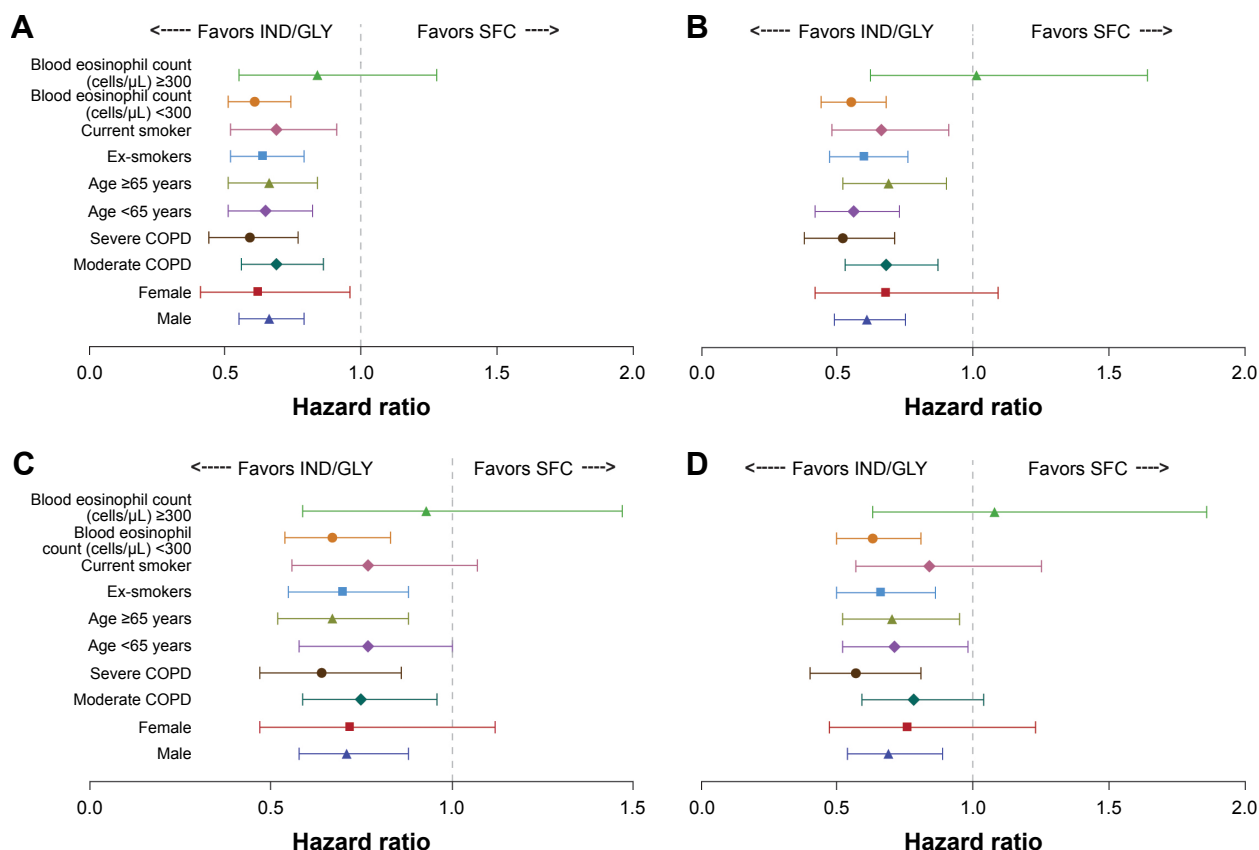 A
<----- Favors IND/GLY
Favors SFC ---->
Blood eosinophil count
(cells/µL) ≥300
Blood eosinophil count
(cells/µL) <300
Current smoker
Ex-smokers
Age ≥65 years
Age <65 years
Severe COPD
Moderate COPD
Female
Male
0.0 0.5 1.0 1.5 2.0
Hazard ratio
B
<----- Favors IND/GLY
Favors SFC ---->
0.0 0.5 1.0 1.5 2.0
Hazard ratio
C
<----- Favors IND/GLY
Favors SFC ---->
Blood eosinophil count
(cells/µL) ≥300
Blood eosinophil
count (cells/µL) <300
Current smoker
Ex-smokers
Age ≥65 years
Age <65 years
Severe COPD
Moderate COPD
Female
Male
0.0 0.5 1.0 1.5
Hazard ratio
D
<----- Favors IND/GLY
Favors SFC ---->
0.0 0.5 1.0 1.5 2.0
Hazard ratio